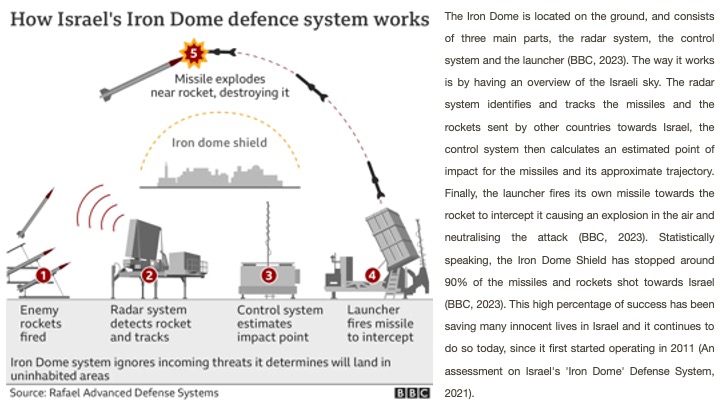 How Israel's Iron Dome defence system works
5
Missile explodes
near rocket, destroying it
Iron dome shield
1
2
3
4
Enemy
rockets
fired
Radar system
detects rocket
and tracks
Control system
estimates
impact point
Launcher
fires missile
to intercept
Iron Dome system ignores incoming threats it determines will land in
uninhabited areas
Source: Rafael Advanced Defense Systems
BBC
The Iron Dome is located on the ground, and consists
of three main parts, the radar system, the control
system and the launcher (BBC, 2023). The way it works
is by having an overview of the Israeli sky. The radar
system identifies and tracks the missiles and the
rockets sent by other countries towards Israel, the
control system then calculates an estimated point of
impact for the missiles and its approximate trajectory.
Finally, the launcher fires its own missile towards the
rocket to intercept it causing an explosion in the air and
neutralising the attack (BBC, 2023). Statistically
speaking, the Iron Dome Shield has stopped around
90% of the missiles and rockets shot towards Israel
(BBC, 2023). This high percentage of success has been
saving many innocent lives in Israel and it continues to
do so today, since it first started operating in 2011 (An
assessment on Israel's 'Iron Dome' Defense System,
2021).